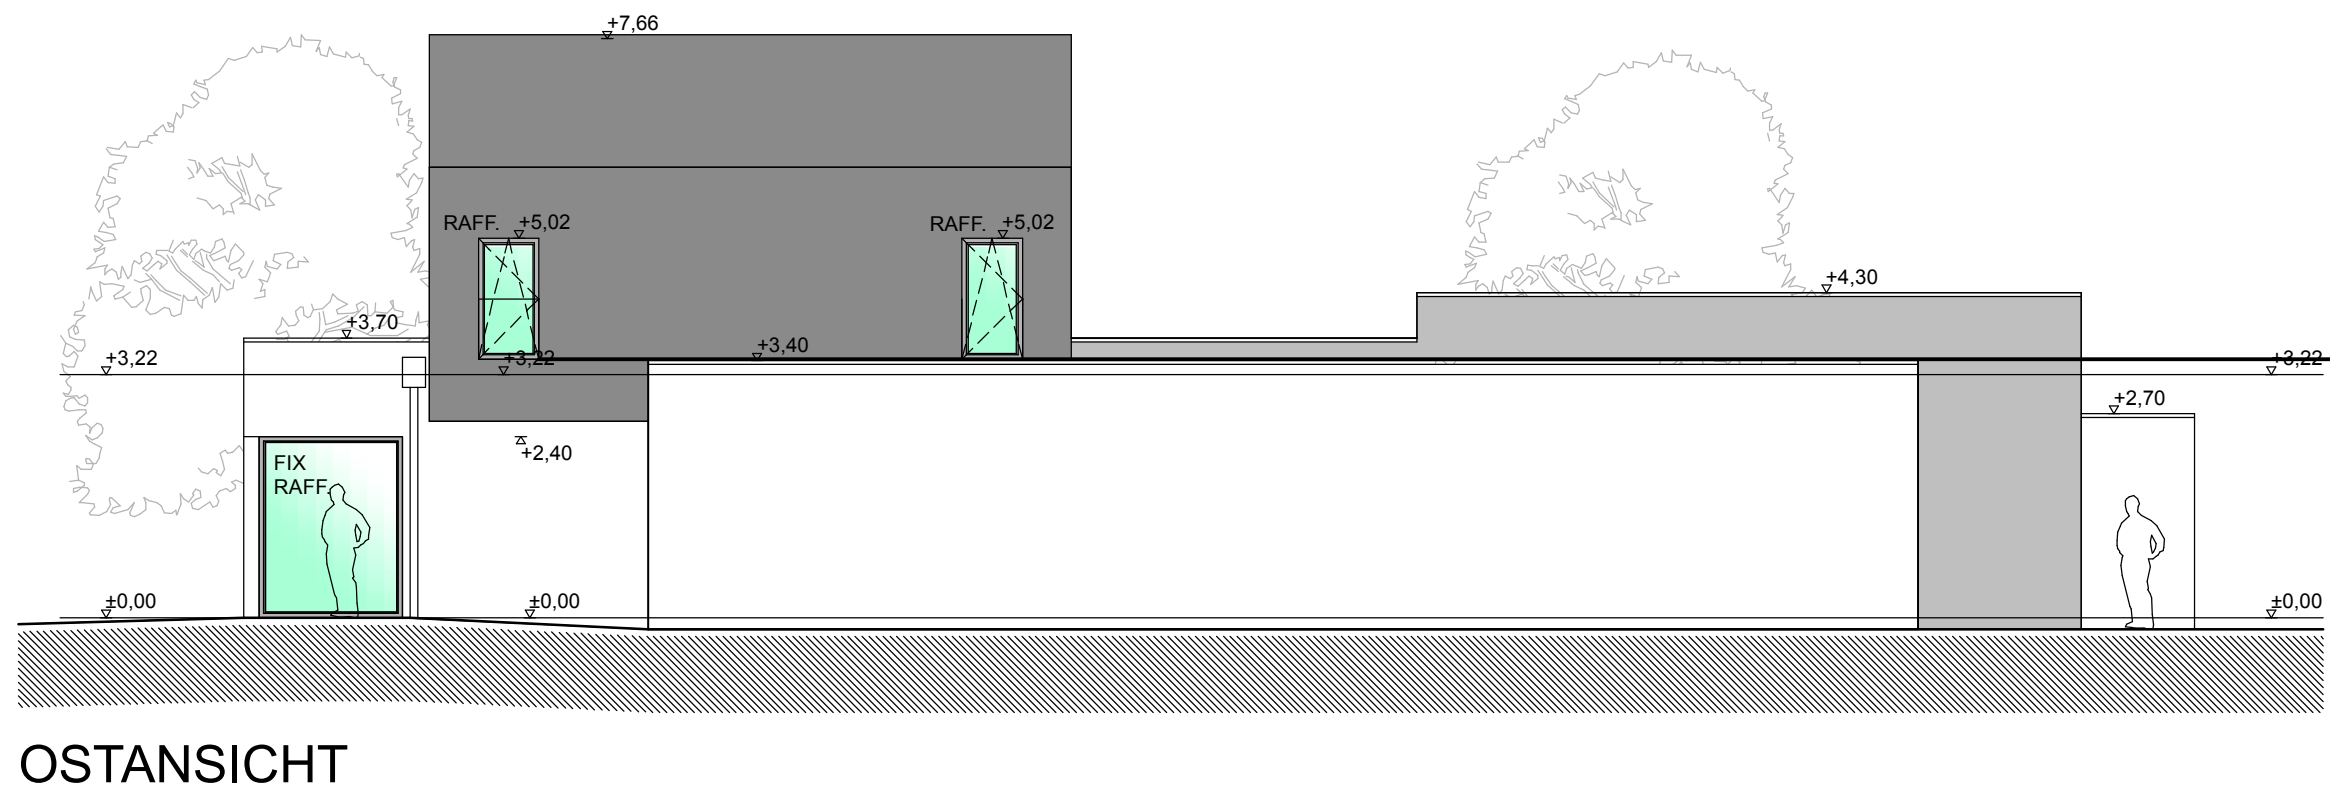 +7,66
RAFF. +5,02
RAFF. +5,02
+4,30
+3,70
+3,40
+3,22
+3,22
+3,22
+2,70
+2,40
FIX
RAFF.
±0,00
±0,00
±0,00
OSTANSICHT